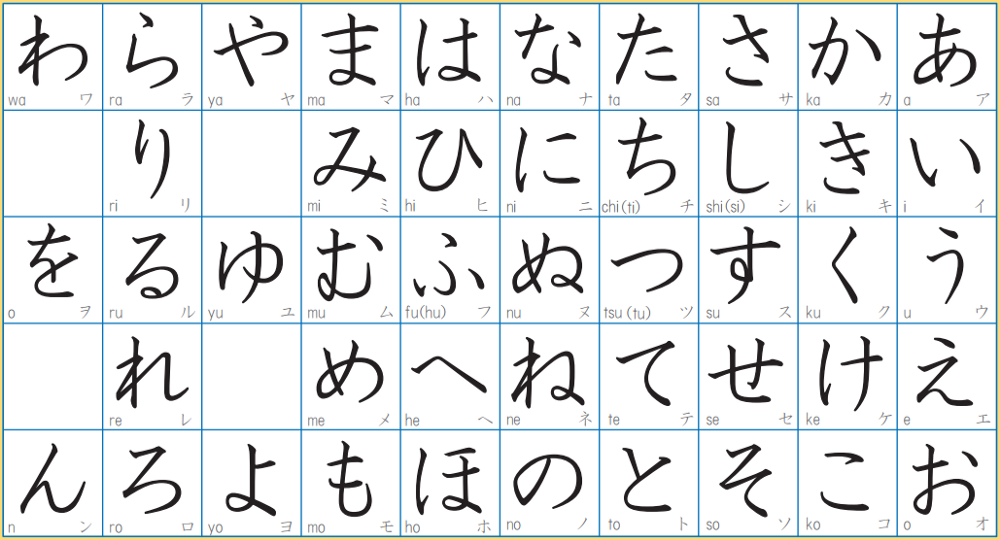 わ ら や ま は な た さ か あ
wa ワ ra ラ ya ヤ ma マ ha ハ na ナ ta タ sa サ ka カ a ア
り み ひ に ち し き い
ri リ mi ミ hi ヒ ni ニ chi(ti) チ shi(si) シ ki キ i イ
を る ゆ む ふ ぬ つ す く う
o ヲ ru ル yu ユ mu ム fu(hu) フ nu ヌ tsu(tu) ツ su ス ku ク u ウ
れ め へ ね て せ け え
re レ me メ he ヘ ne ネ te テ se セ ke ケ e エ
ん ろ よ も ほ の と そ こ お
n ン ro ロ yo ヨ mo モ ho ホ no ノ to ト so ソ ko コ o オ